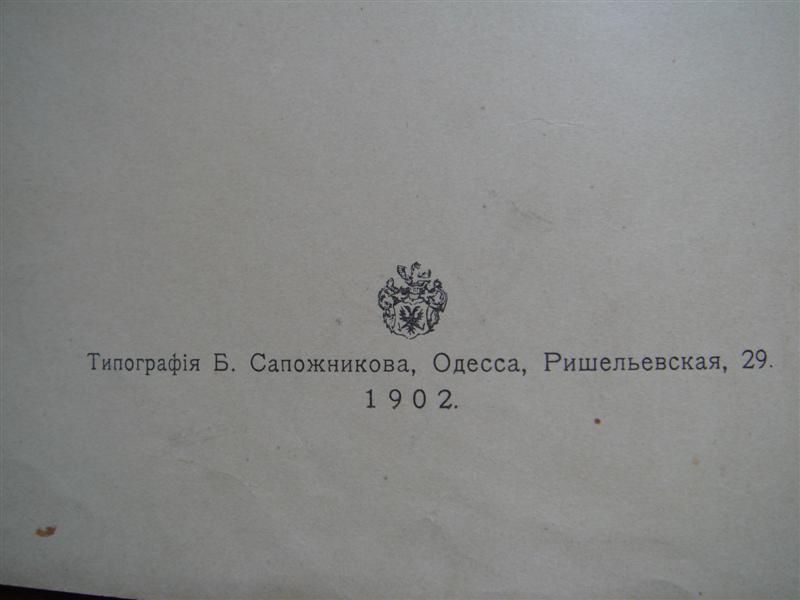 Типографія Б. Сапожникова, Одесса, Ришельевская, 29.
1902.